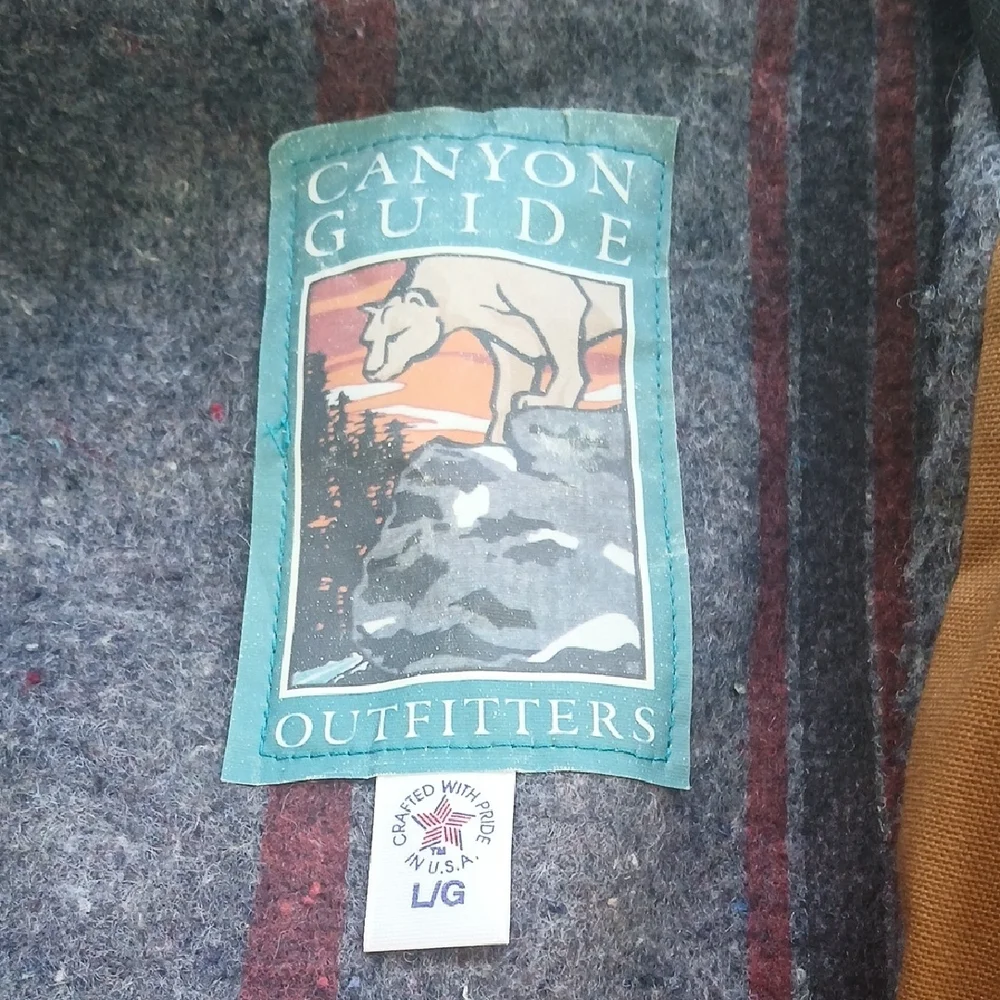 CANYON
GUIDE
OUTFITTERS
CRAFTED WITH PRIDE
TM
IN U.S.A.
L/G